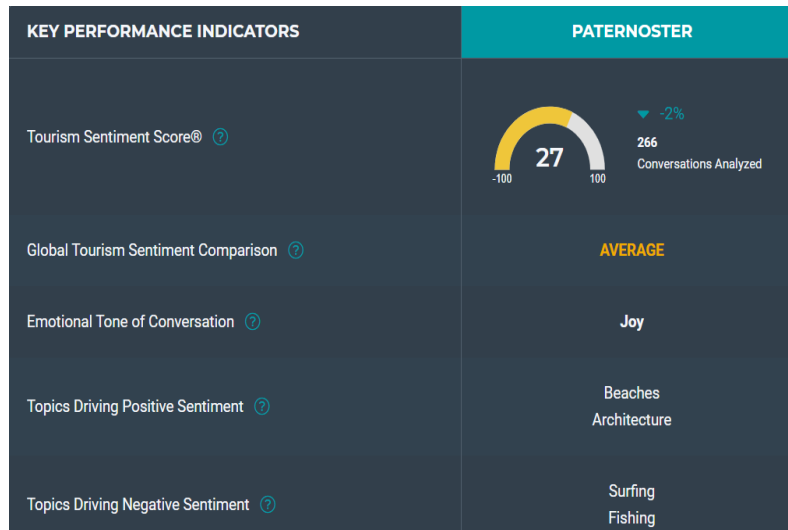 KEY PERFORMANCE INDICATORS
PATERNOSTER
Tourism Sentiment Score® ?
27
-100
100
-2%
266
Conversations Analyzed
Global Tourism Sentiment Comparison ?
AVERAGE
Emotional Tone of Conversation ?
Joy
Topics Driving Positive Sentiment ?
Beaches
Architecture
Topics Driving Negative Sentiment ?
Surfing
Fishing